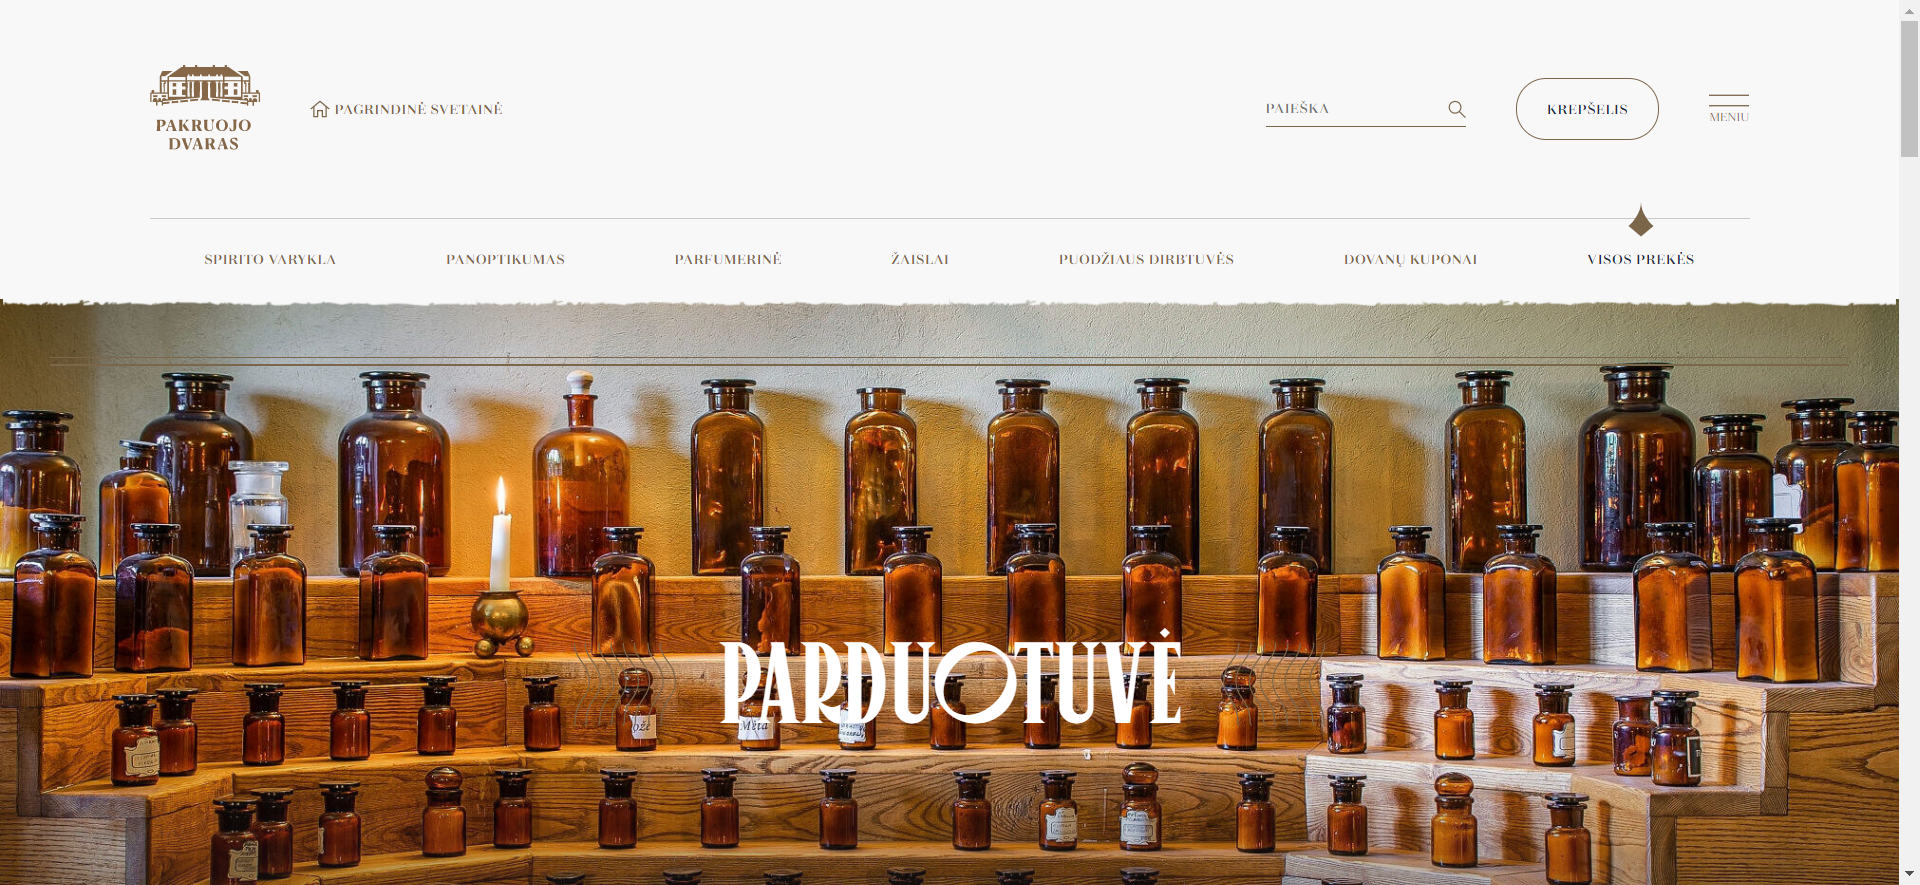 PAKRUOJO
DVARAS
PAGRINDINĖ SVETAINĖ
PAIEŠKA
KREPŠELIS
MENIU
SPIRITO VARYKLA
PANOPTIKUMAS
PARFUMERINĖ
ŽAISLAI
PUODŽIAUS DIRBTUVĖS
DOVANŲ KUPONAI
VISOS PREKĖS
PARDUOTUVĖ
Mėta